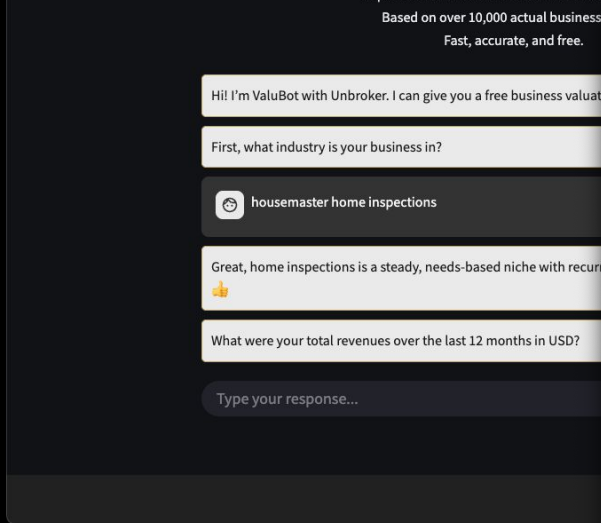 Based on over 10,000 actual business
Fast, accurate, and free.
Hi! I’m ValuBot with Unbroker. I can give you a free business
First, what industry is your business in?
housemaster home inspections
Great, home inspections is a steady, needs-based niche with
👍
What were your total revenues over the last 12 months in USD?
Type your response...